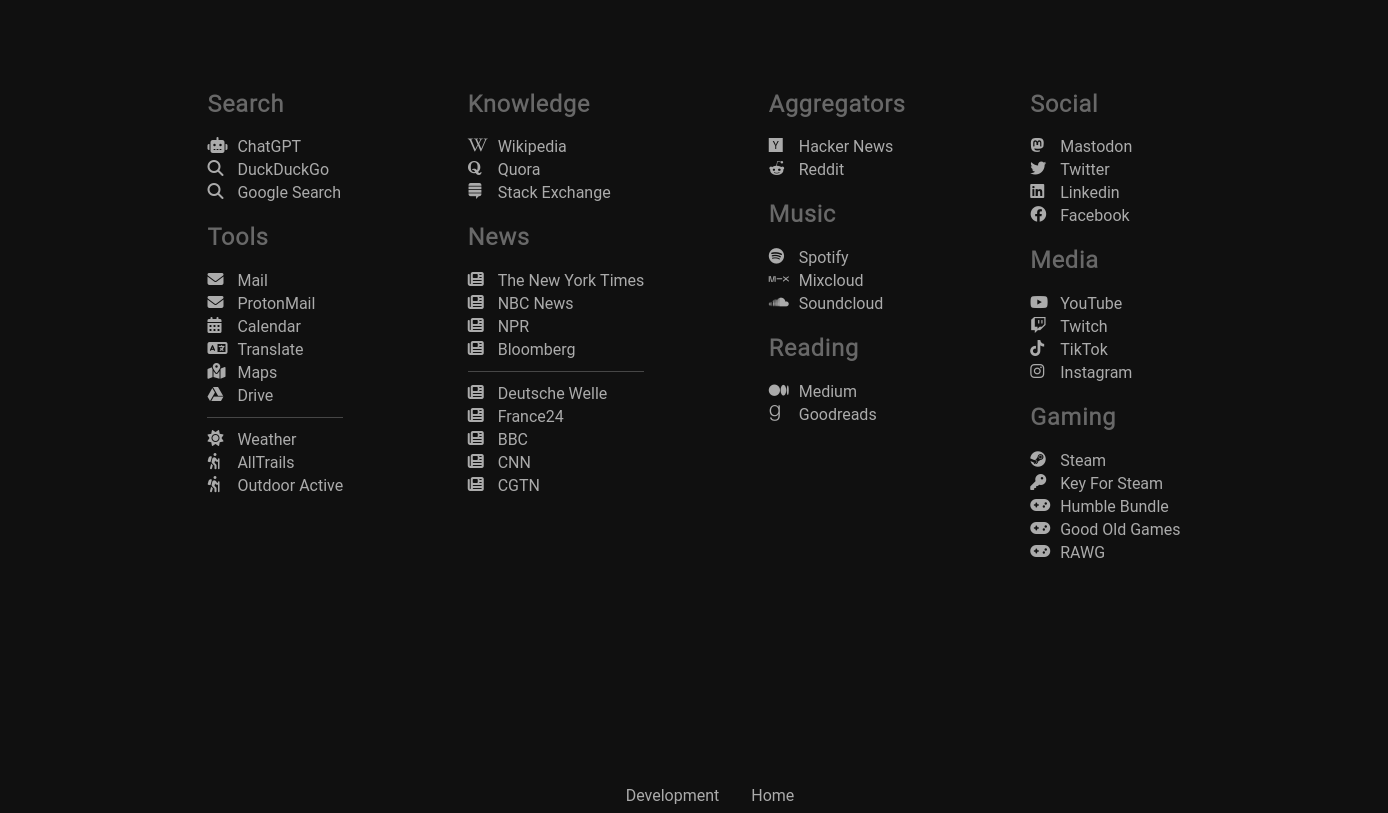 Search
ChatGPT
DuckDuckGo
Google Search
Tools
Mail
ProtonMail
Calendar
Translate
Maps
Drive
Weather
AllTrails
Outdoor Active
Knowledge
Wikipedia
Quora
Stack Exchange
News
The New York Times
NBC News
NPR
Bloomberg
Deutsche Welle
France24
BBC
CNN
CGTN
Aggregators
Hacker News
Reddit
Music
Spotify
Mixcloud
Soundcloud
Reading
Medium
Goodreads
Social
Mastodon
Twitter
Linkedin
Facebook
Media
YouTube
Twitch
TikTok
Instagram
Gaming
Steam
Key For Steam
Humble Bundle
Good Old Games
RAWG
Development Home